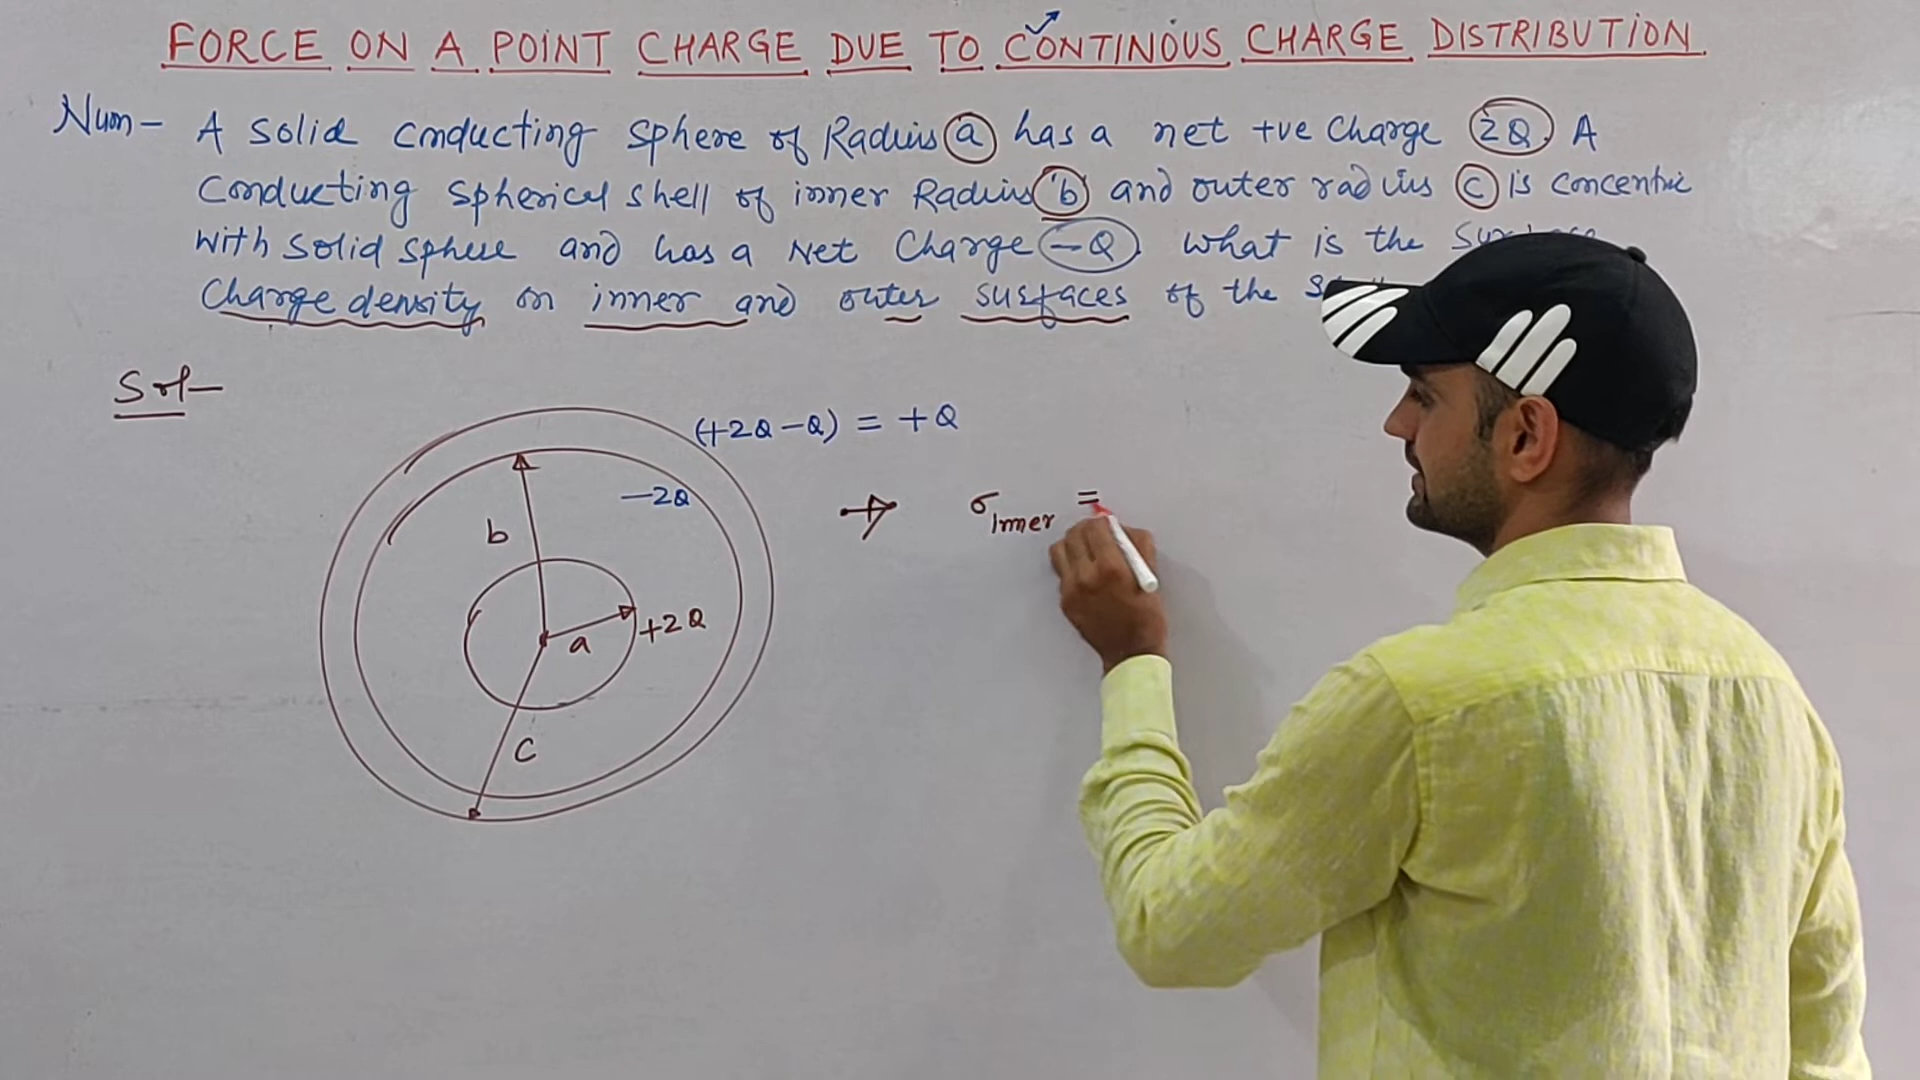 FORCE ON A POINT CHARGE DUE TO CONTINOUS CHARGE DISTRIBUTION
Num- A solid conducting sphere of Radius a has a net +ve charge 2Q. A
conducting spherical shell of inner Radius b and outer radius c is concentric
with solid sphere and has a Net charge -Q. what is the
charge density on inner and outer surfaces of the
Sol-
(+2Q-Q) = +Q
-2Q
b
σinner =
+2Q
a
c